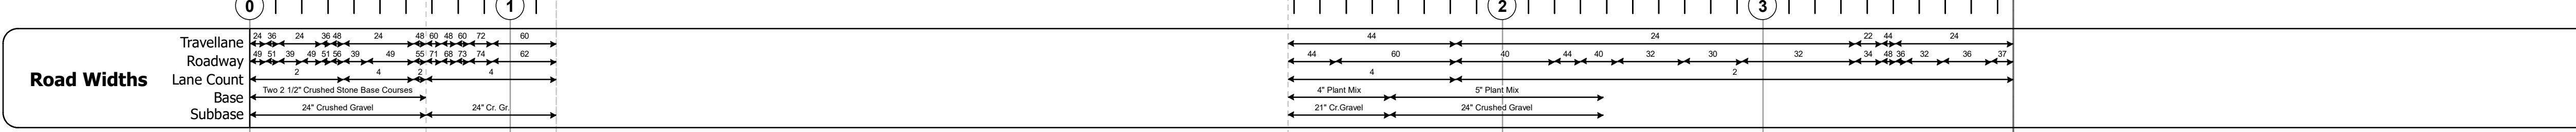 0 1 2 3
Travellane 24 36 24 36 48 24 48 60 48 60 72 60 44 24 22 44 24
Roadway 49 51 39 49 51 56 39 49 55 71 68 73 74 62 44 60 40 44 40 32 30 32 34 48 36 32 36 37
Road Widths
Lane Count 2 4 2 4 4 2
Base Two 2 1/2" Crushed Stone Base Courses 4" Plant Mix 5" Plant Mix
Subbase 24" Crushed Gravel 24" Cr. Gr. 21" Cr.Gravel 24" Crushed Gravel